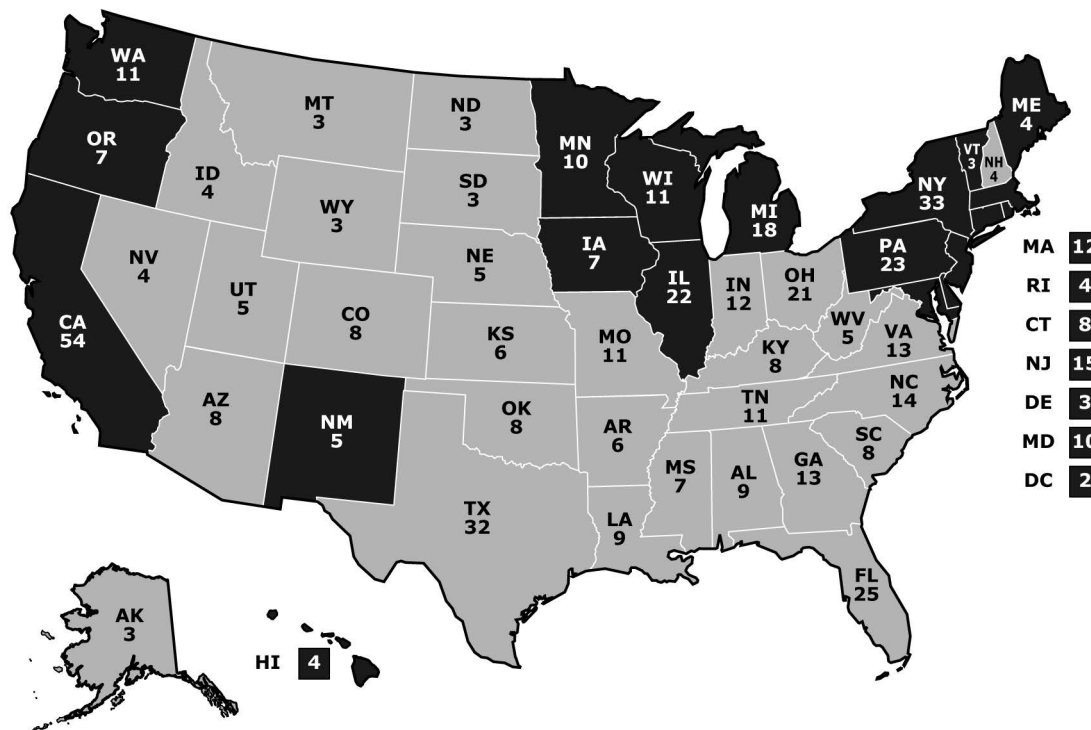 WA
11
OR
7
CA
54
ID
4
NV
4
MT
3
WY
3
UT
5
AZ
8
CO
8
NM
5
ND
3
SD
3
NE
5
KS
6
OK
8
TX
32
MN
10
IA
7
MO
11
AR
6
LA
9
WI
11
IL
22
MI
18
IN
12
OH
21
KY
8
TN
11
MS
7
AL
9
GA
13
FL
25
SC
8
NC
14
VA
13
WV
5
PA
23
NY
33
VT
3
NH
4
ME
4
MA 12
RI 4
CT 8
NJ 15
DE 3
MD 10
DC 2
AK
3
HI 4